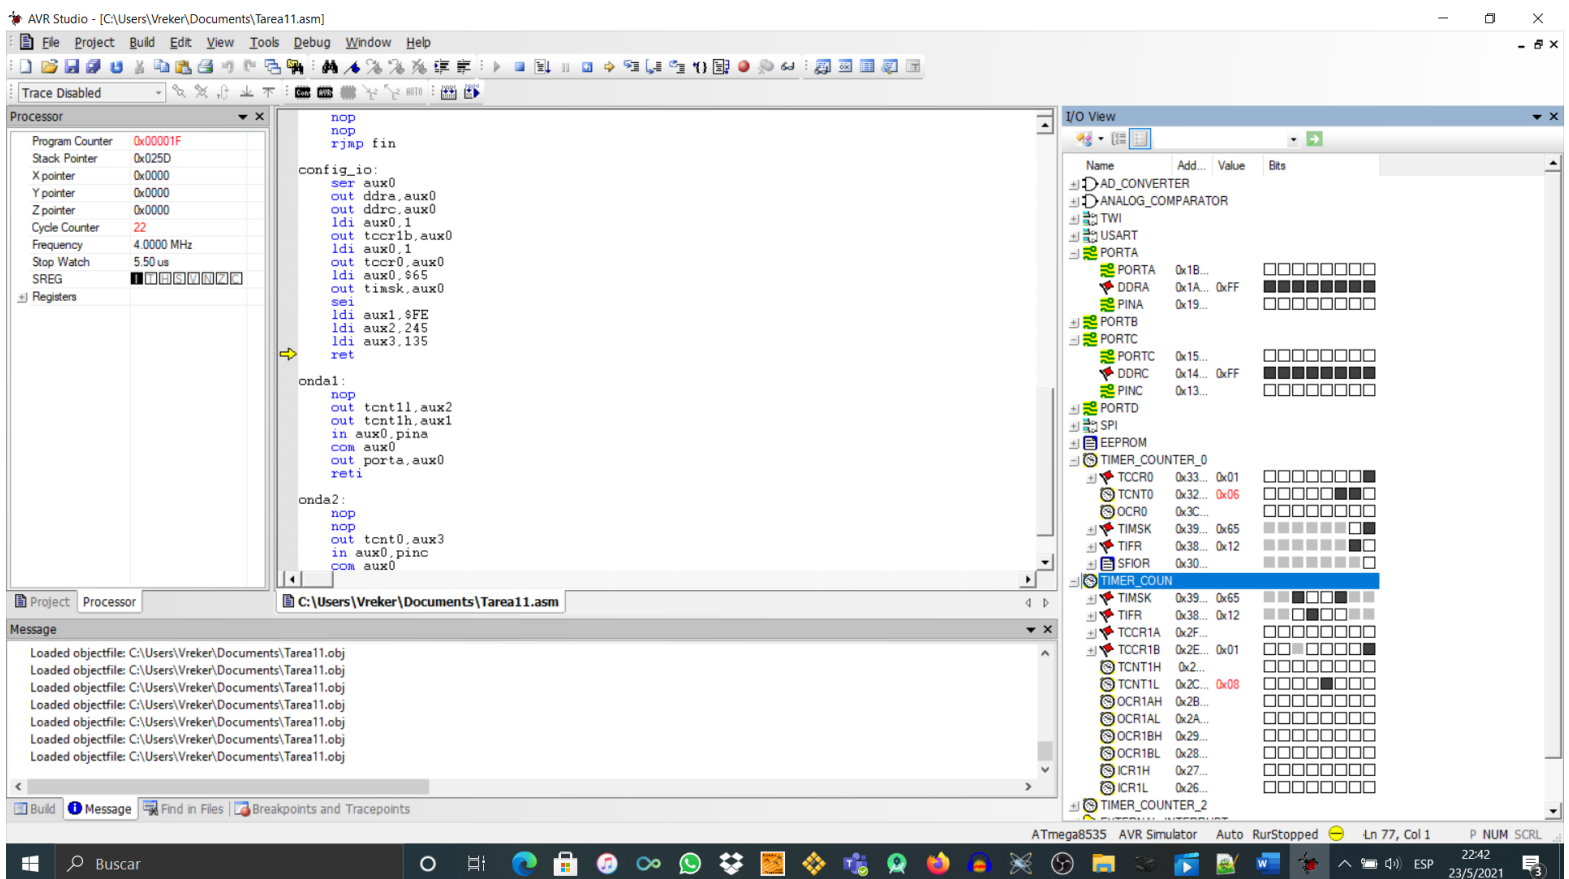 AVR Studio - [C:\Users\Vreker\Documents\Tarea11.asm]
File Project Build Edit View Tools Debug Window Help
Trace Disabled
AUTO
Processor
Program Counter 0x00001F
Stack Pointer 0x025D
X pointer 0x0000
Y pointer 0x0000
Z pointer 0x0000
Cycle Counter 22
Frequency 4.0000 MHz
Stop Watch 5.50 us
SREG I T H S V N Z C
Registers
Project Processor
nop
nop
rjmp fin
config_io:
ser aux0
out ddra,aux0
out ddrc,aux0
ldi aux0,1
out tccr1b,aux0
ldi aux0,1
out tccr0,aux0
ldi aux0,$65
out timsk,aux0
sei
ldi aux1,$FE
ldi aux2,245
ldi aux3,135
ret
onda1:
nop
out tcnt1l,aux2
out tcnt1h,aux1
in aux0,pina
com aux0
out porta,aux0
reti
onda2:
nop
nop
out tcnt0,aux3
in aux0,pinc
com aux0
C:\Users\Vreker\Documents\Tarea11.asm
I/O View
Name Add... Value Bits
AD_CONVERTER
ANALOG_COMPARATOR
TWI
USART
PORTA
PORTA 0x1B...
DDRA 0x1A... 0xFF
PINA 0x19...
PORTB
PORTC
PORTC 0x15...
DDRC 0x14... 0xFF
PINC 0x13...
PORTD
SPI
EEPROM
TIMER_COUNTER_0
TCCR0 0x33... 0x01
TCNT0 0x32... 0x06
OCR0 0x3C...
TIMSK 0x39... 0x65
TIFR 0x38... 0x12
SFIOR 0x30...
TIMER_COUN
TIMSK 0x39... 0x65
TIFR 0x38... 0x12
TCCR1A 0x2F...
TCCR1B 0x2E... 0x01
TCNT1H 0x2...
TCNT1L 0x2C... 0x08
OCR1AH 0x2B...
OCR1AL 0x2A...
OCR1BH 0x29...
OCR1BL 0x28...
ICR1H 0x27...
ICR1L 0x26...
TIMER_COUNTER_2
Message
Loaded objectfile: C:\Users\Vreker\Documents\Tarea11.obj
Loaded objectfile: C:\Users\Vreker\Documents\Tarea11.obj
Loaded objectfile: C:\Users\Vreker\Documents\Tarea11.obj
Loaded objectfile: C:\Users\Vreker\Documents\Tarea11.obj
Loaded objectfile: C:\Users\Vreker\Documents\Tarea11.obj
Loaded objectfile: C:\Users\Vreker\Documents\Tarea11.obj
Loaded objectfile: C:\Users\Vreker\Documents\Tarea11.obj
Build Message Find in Files Breakpoints and Tracepoints
ATmega8535 AVR Simulator Auto RurStopped Ln 77, Col 1 P NUM SCRL
Buscar
ESP
22:42
23/5/2021
3